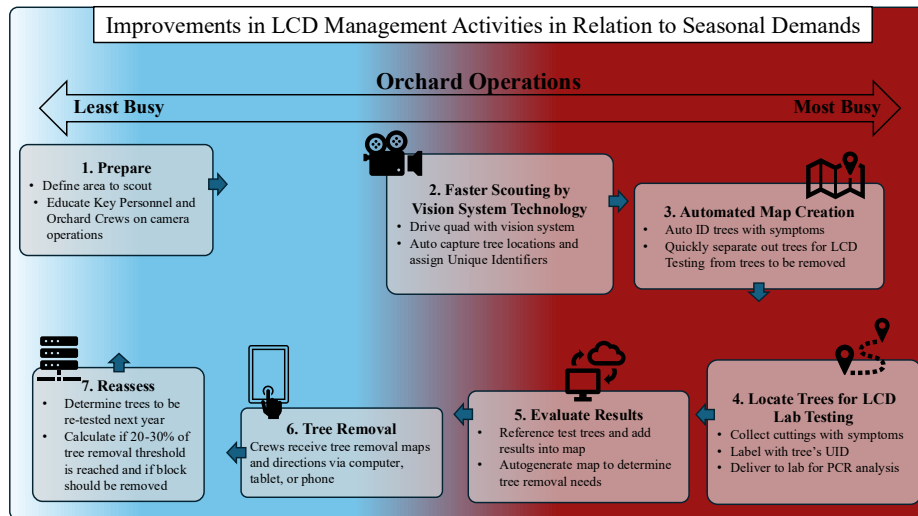 Improvements in LCD Management Activities in Relation to Seasonal Demands
Orchard Operations
Least Busy
Most Busy
1. Prepare
• Define area to scout
• Educate Key Personnel and
Orchard Crews on camera
operations
2. Faster Scouting by
Vision System Technology
• Drive quad with vision system
• Auto capture tree locations and
assign Unique Identifiers
3. Automated Map Creation
• Auto ID trees with symptoms
• Quickly separate out trees for LCD
Testing from trees to be removed
4. Locate Trees for LCD
Lab Testing
• Collect cuttings with symptoms
• Label with tree's UID
• Deliver to lab for PCR analysis
5. Evaluate Results
• Reference test trees and add
results into map
• Autogenerate map to determine
tree removal needs
6. Tree Removal
Crews receive tree removal maps
and directions via computer,
tablet, or phone
7. Reassess
• Determine trees to be
re-tested next year
• Calculate if 20-30% of
tree removal threshold
is reached and if block
should be removed